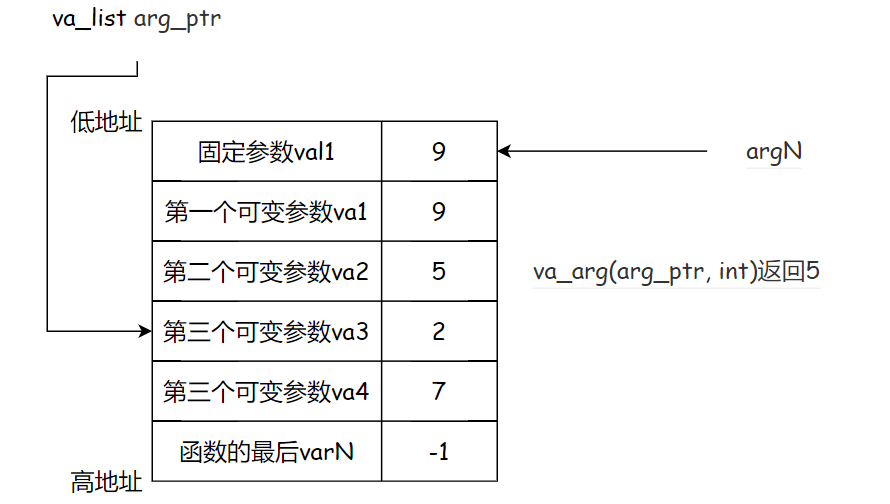 va_list arg_ptr
低地址
固定参数val1 9 argN
第一个可变参数va1 9
第二个可变参数va2 5 va_arg(arg_ptr, int)返回5
第三个可变参数va3 2
第三个可变参数va4 7
函数的最后varN -1
高地址